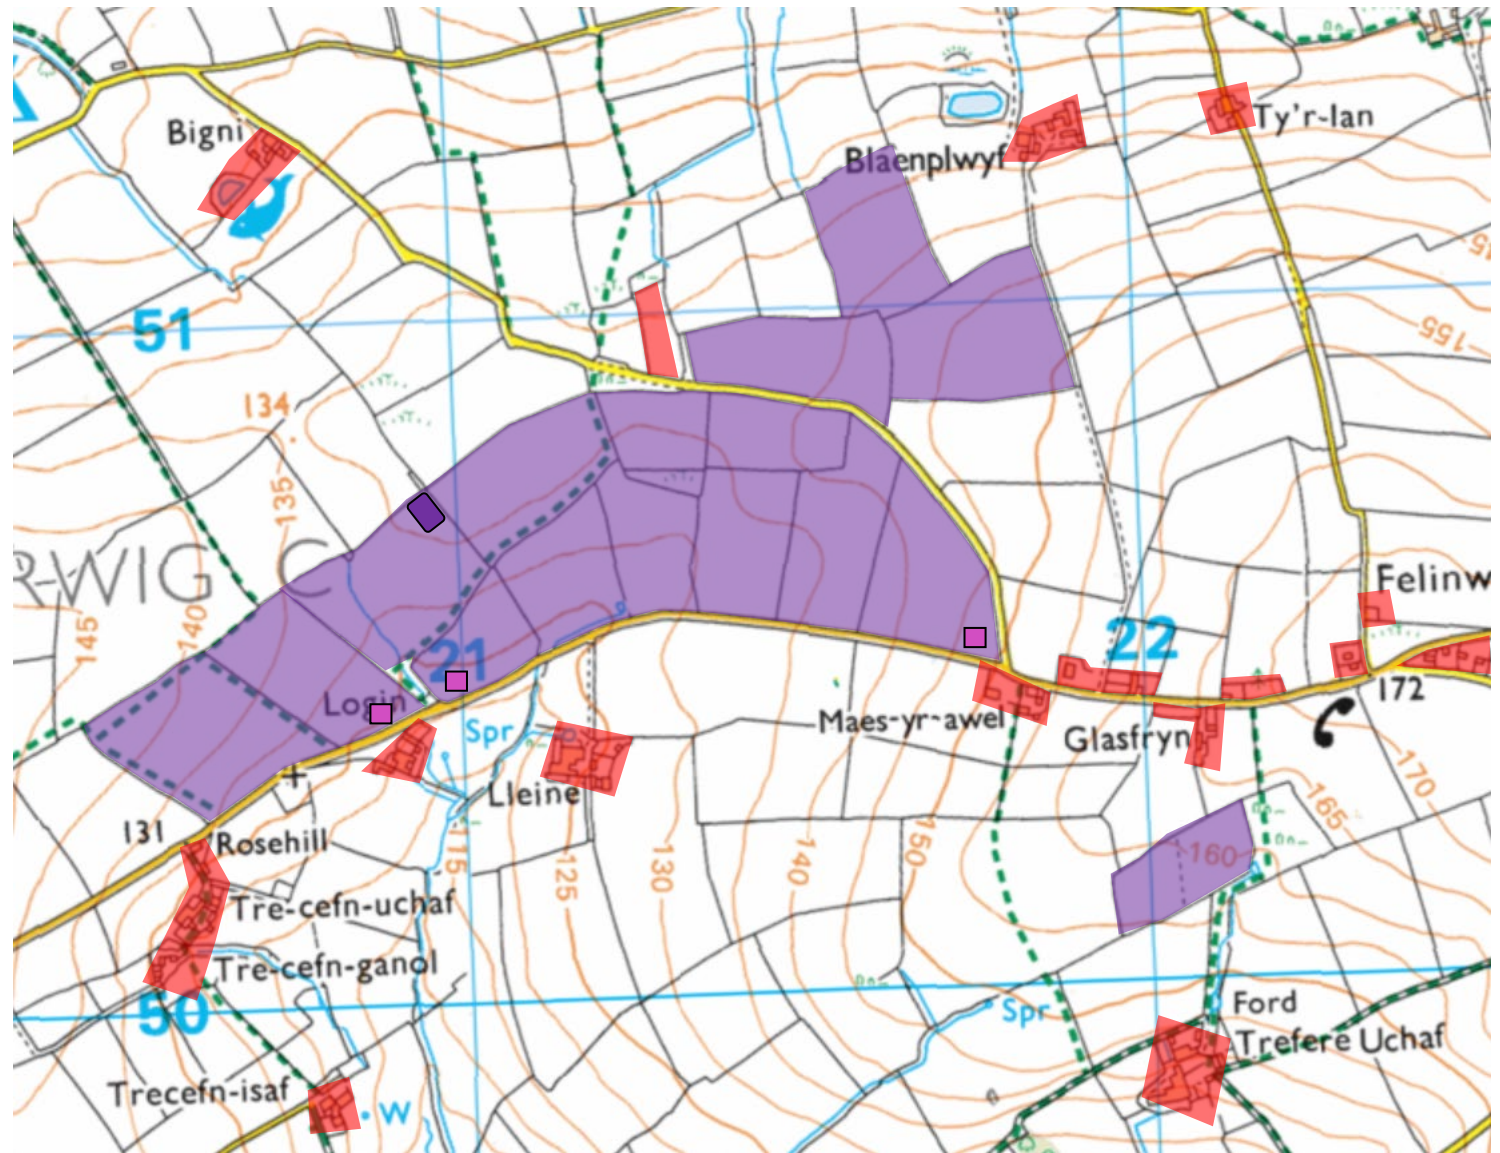 Bigni
Ty'r-lan
Blaenplwyf
51
155
134
135
RWIG C
145
140
Felinw
22
21
Login
172
Spr
Maes-yr-awel
Glasfryn
Lleine
170
165
131
Rosehill
115
125
130
140
150
160
Tre-cefn-uchaf
Tre-cefn-ganol
50
Spr
Ford
Trefere Uchaf
Trecefn-isaf
W